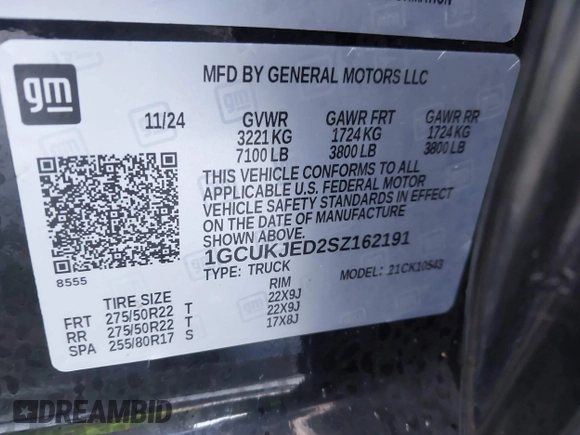 gm
MFD BY GENERAL MOTORS LLC
11/24 GVWR GAWR FRT GAWR RR
3221 KG 1724 KG 1724 KG
7100 LB 3800 LB 3800 LB
THIS VEHICLE CONFORMS TO ALL
APPLICABLE U.S. FEDERAL MOTOR
VEHICLE SAFETY STANDARDS IN EFFECT
ON THE DATE OF MANUFACTURE
SHOWN ABOVE.
1GCUKJED2SZ162191
TYPE: TRUCK MODEL: 21CK10543
8555
TIRE SIZE RIM
FRT 275/50R22 T 22X9J
RR 275/50R22 T 22X9J
SPA 255/80R17 S 17X8J
DREAMBID